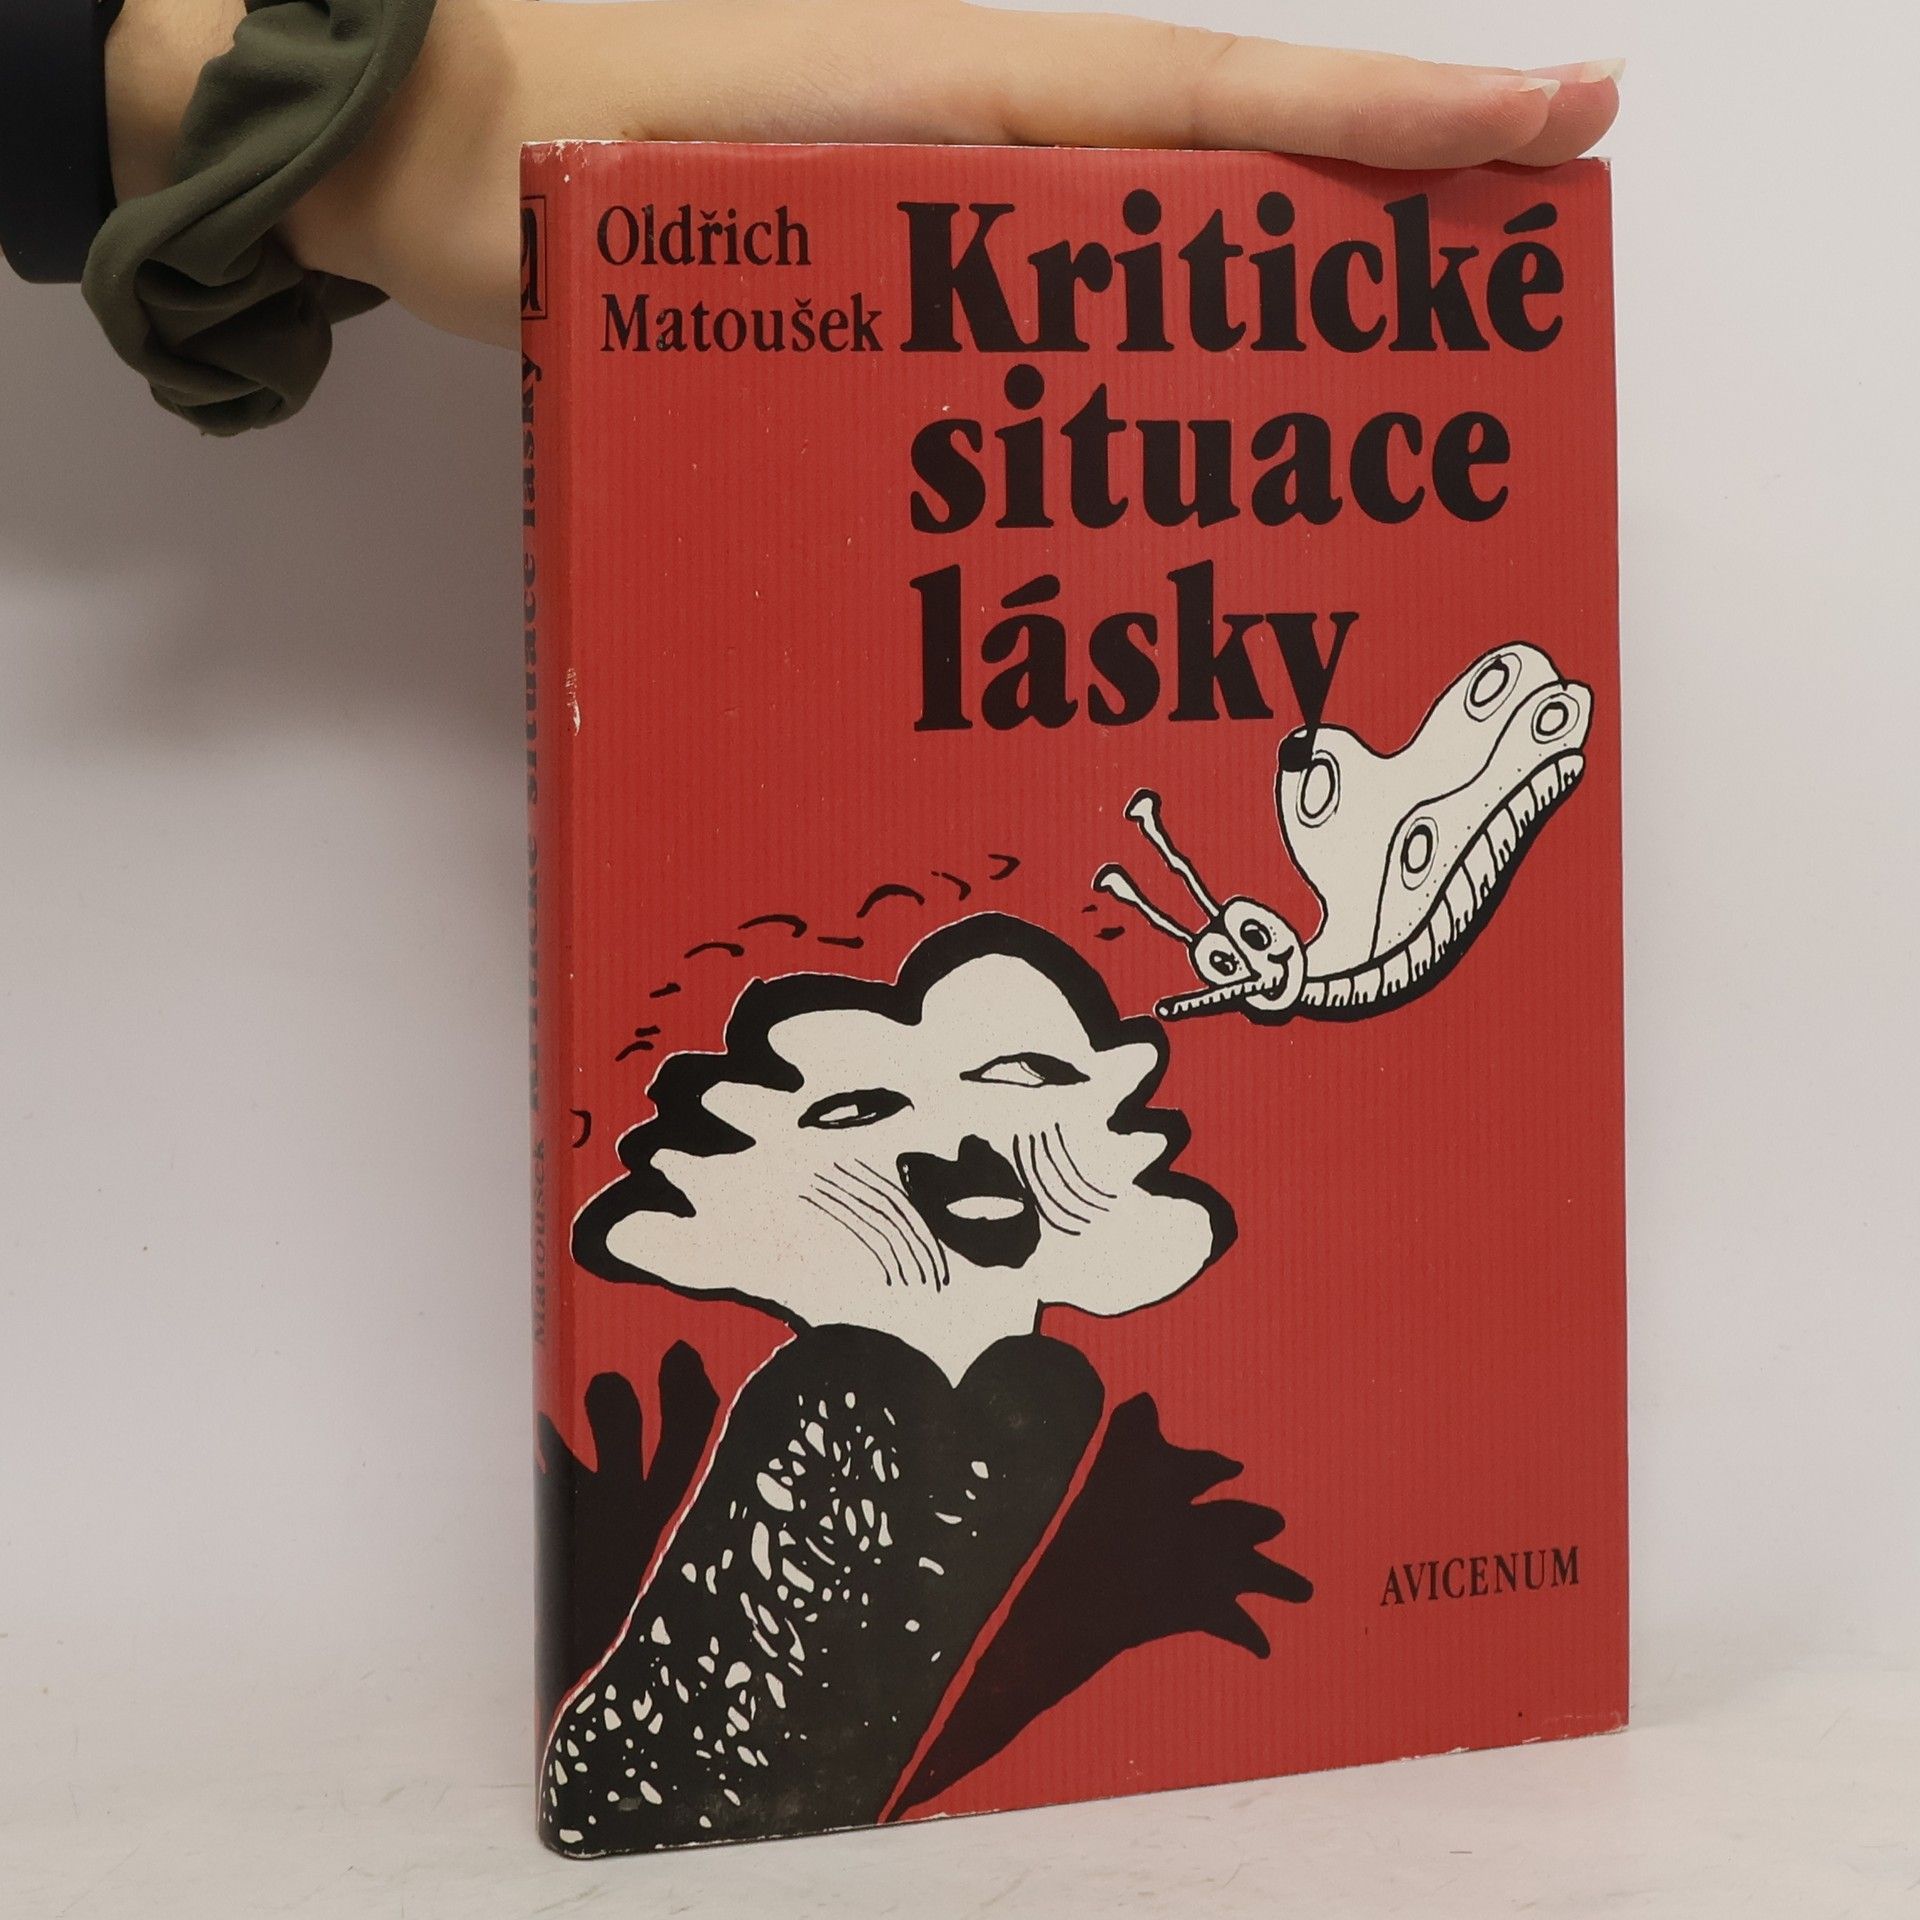 Oldřich
Matoušek
Kritické
situace
lásky
AVICENUM
Matoušek Kritické situace lásky